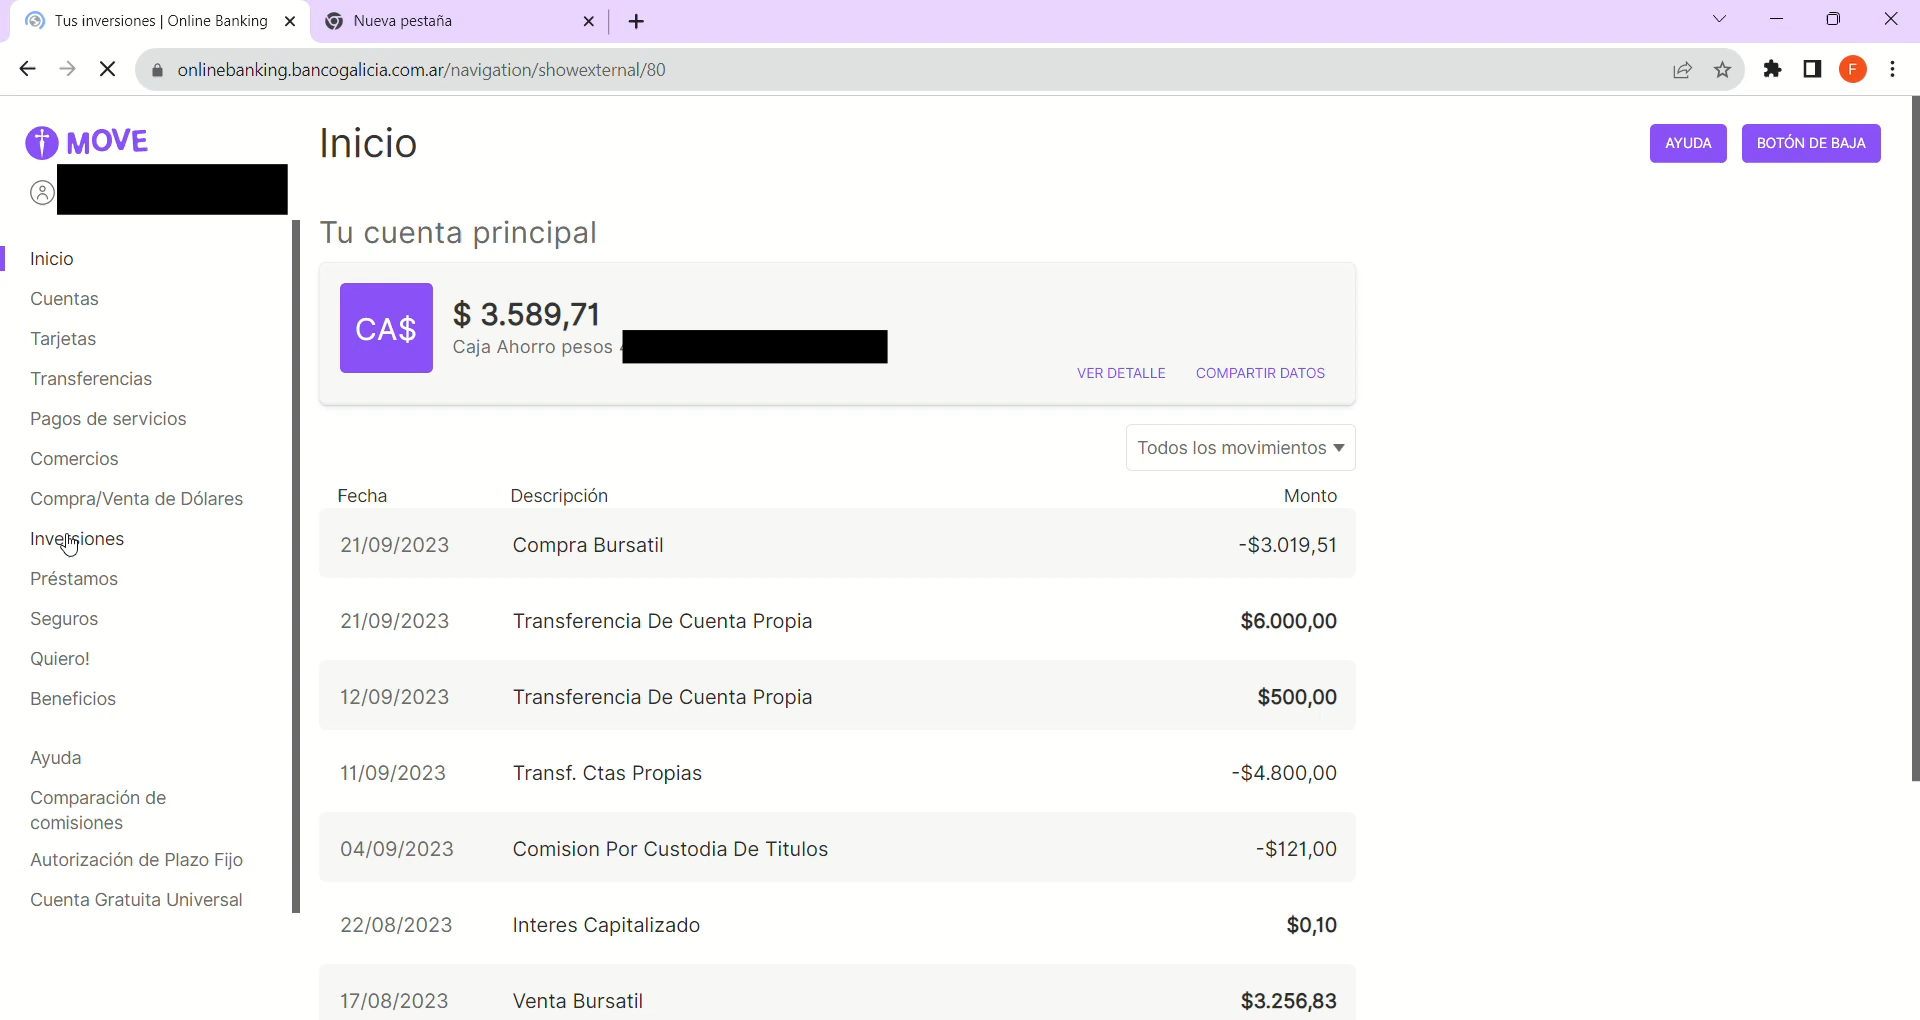 Tus inversiones | Online Banking
Nueva pestaña
onlinebanking.bancogalicia.com.ar/navigation/showexternal/80
F
MOVE
Inicio
AYUDA
BOTÓN DE BAJA
Tu cuenta principal
CA$
$ 3.589,71
Caja Ahorro pesos
VER DETALLE
COMPARTIR DATOS
Inicio
Cuentas
Tarjetas
Transferencias
Pagos de servicios
Comercios
Compra/Venta de Dólares
Inversiones
Préstamos
Seguros
Quiero!
Beneficios
Ayuda
Comparación de
comisiones
Autorización de Plazo Fijo
Cuenta Gratuita Universal
Todos los movimientos
Fecha Descripción Monto
21/09/2023 Compra Bursatil -$3.019,51
21/09/2023 Transferencia De Cuenta Propia $6.000,00
12/09/2023 Transferencia De Cuenta Propia $500,00
11/09/2023 Transf. Ctas Propias -$4.800,00
04/09/2023 Comision Por Custodia De Titulos -$121,00
22/08/2023 Interes Capitalizado $0,10
17/08/2023 Venta Bursatil $3.256,83